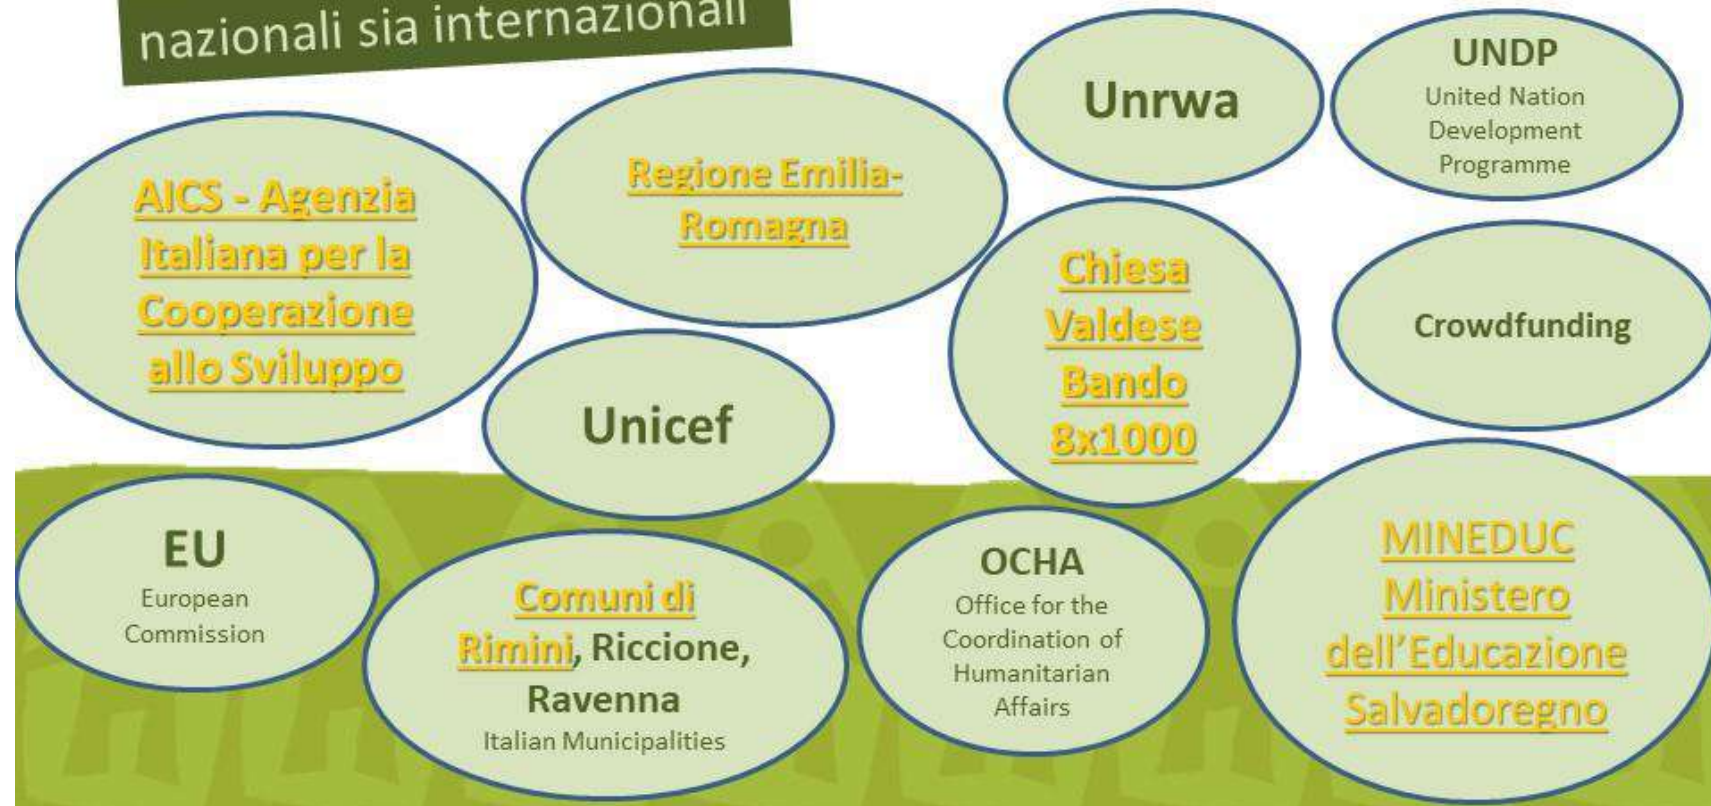 nazionali sia internazionali
Unrwa
UNDP
United Nation
Development
Programme
AICS - Agenzia
Italiana per la
Cooperazione
allo Sviluppo
Regione Emilia-
Romagna
Chiesa
Valdese
Bando
8x1000
Crowdfunding
Unicef
EU
European
Commission
Comuni di
Rimini, Riccione,
Ravenna
Italian Municipalities
OCHA
Office for the
Coordination of
Humanitarian
Affairs
MINEDUC
Ministero
dell’Educazione
Salvadoregno